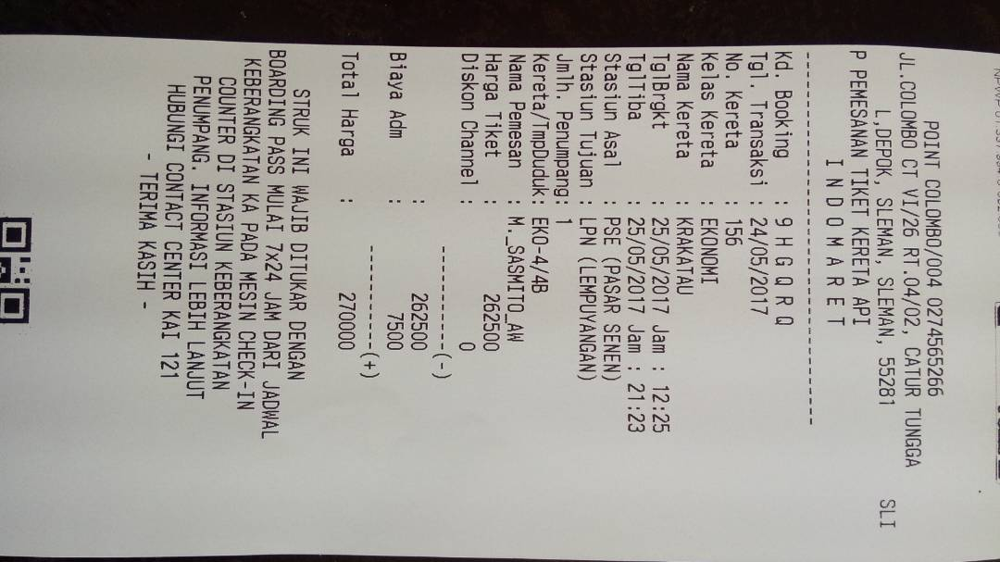 POINT COLOMBO/004 0274565266
JL.COLOMBO CT VI/26 RT.04/02, CATUR TUNGGA
L,DEPOK, SLEMAN, SLEMAN, 55281 SLI
P PEMESANAN TIKET KERETA API
I N D O M A R E T
----------------------------------------
Kd. Booking : 9 H G Q R Q
Tgl. Transaksi : 24/05/2017
No. Kereta : 156
Kelas Kereta : EKONOMI
Nama Kereta : KRAKATAU
TglBrgkt : 25/05/2017 Jam : 12:25
TglTiba : 25/05/2017 Jam : 21:23
Stasiun Asal : PSE (PASAR SENEN)
Stasiun Tujuan : LPN (LEMPUYANGAN)
Jmlh. Penumpang: 1
Kereta/TmpDuduk: EKO-4/4B
Nama Pemesan : M_SASMITO_AW
Harga Tiket : 262500
Diskon Channel : 0
-----------(-)
: 262500
Biaya Adm : 7500
-----------(+)
Total Harga : 270000
STRUK INI WAJIB DITUKAR DENGAN
BOARDING PASS MULAI 7x24 JAM DARI JADWAL
KEBERANGKATAN KA PADA MESIN CHECK-IN
COUNTER DI STASIUN KEBERANGKATAN
PENUMPANG. INFORMASI LEBIH LANJUT
HUBUNGI CONTACT CENTER KAI 121
- TERIMA KASIH -